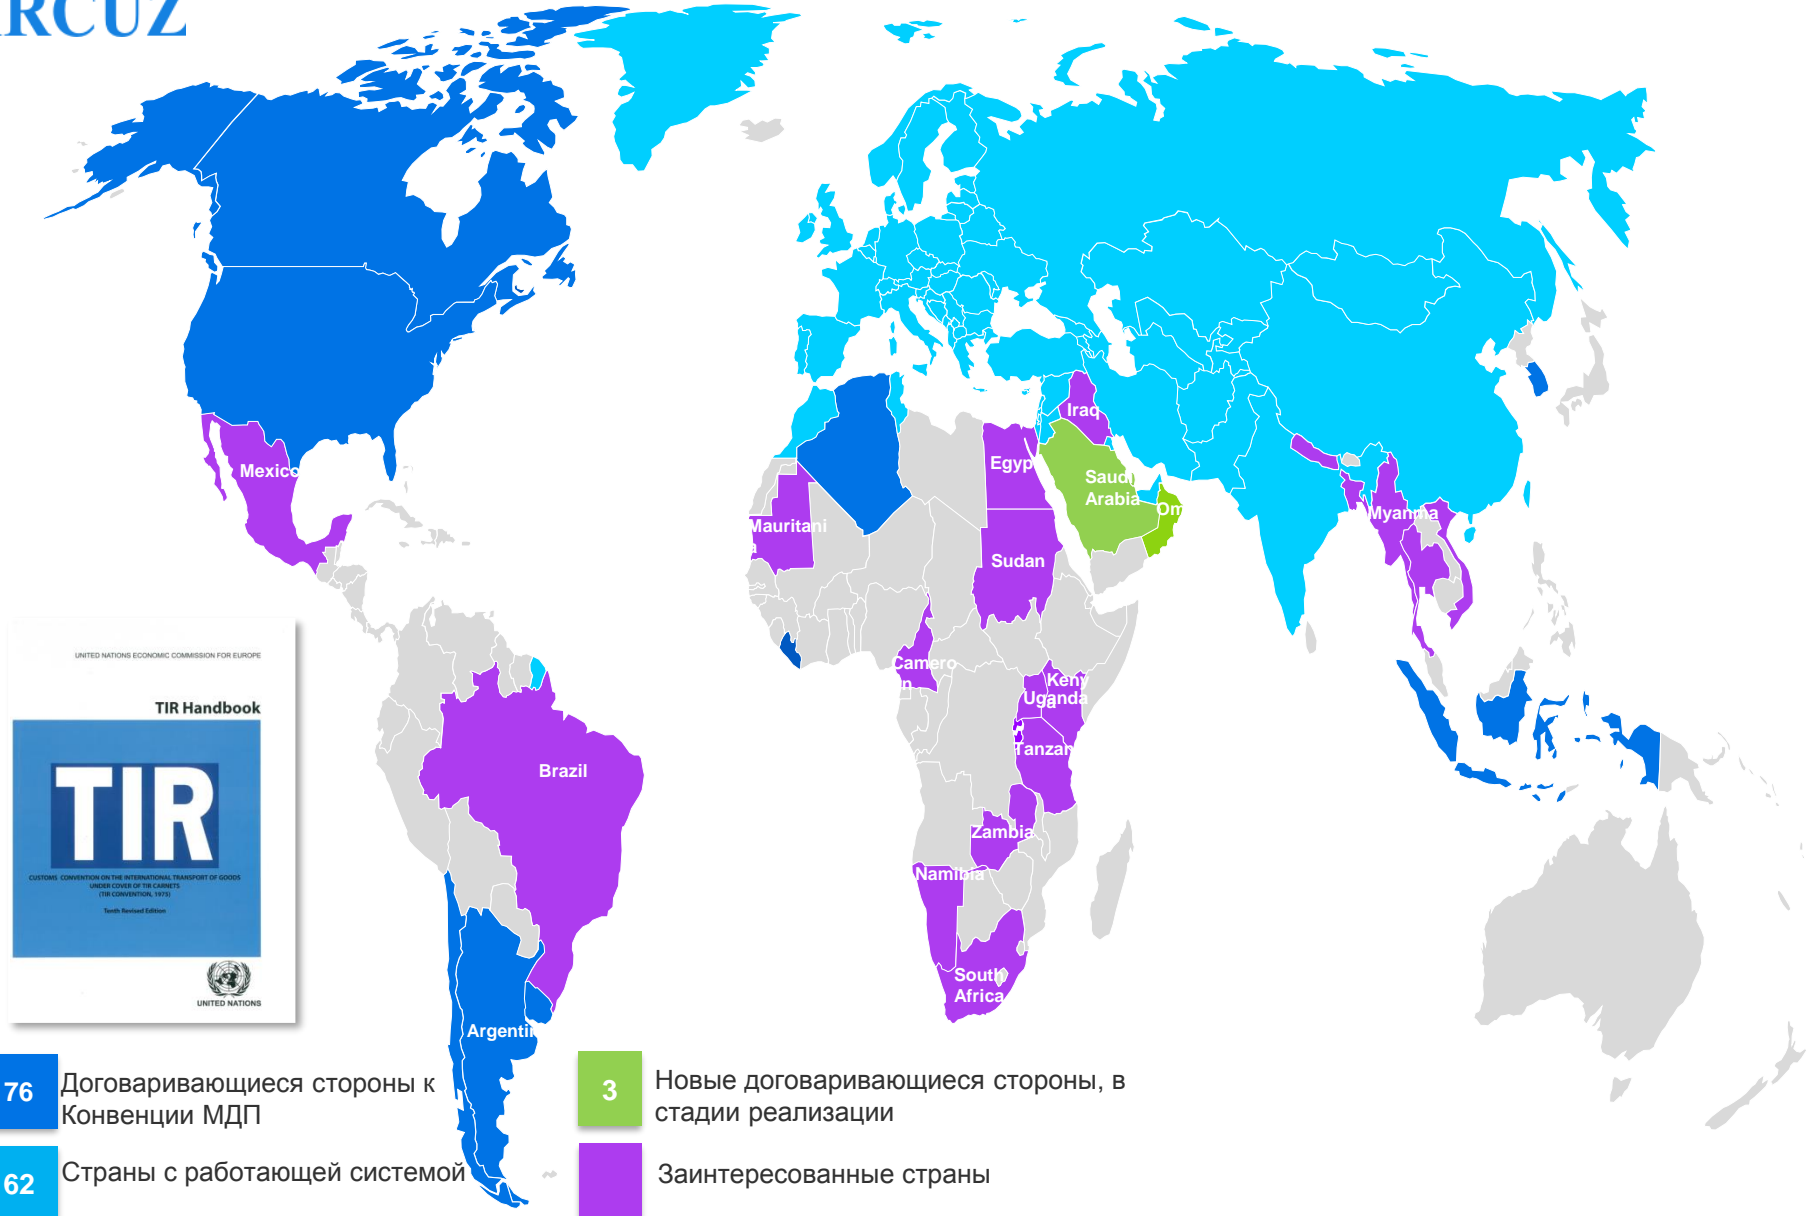 ARCUZ
UNITED NATIONS ECONOMIC COMMISSION FOR EUROPE
TIR Handbook
TIR
CUSTOMS CONVENTION ON THE INTERNATIONAL TRANSPORT OF GOODS
UNDER COVER OF TIR CARNETS
(TIR CONVENTION, 1975)
Tenth Revised Edition
UNITED NATIONS
Mexico
Brazil
Argenti
Mauritani
a
Egyp
Sudan
Camero
n
Keny
a
Uganda
Tanzan
Zambia
Namibia
South
Africa
Iraq
Saudi
Arabia
Om
Myanma
76
Договаривающиеся стороны к
Конвенции МДП
62
Страны с работающей системой
3
Новые договаривающиеся стороны, в
стадии реализации
Заинтересованные страны